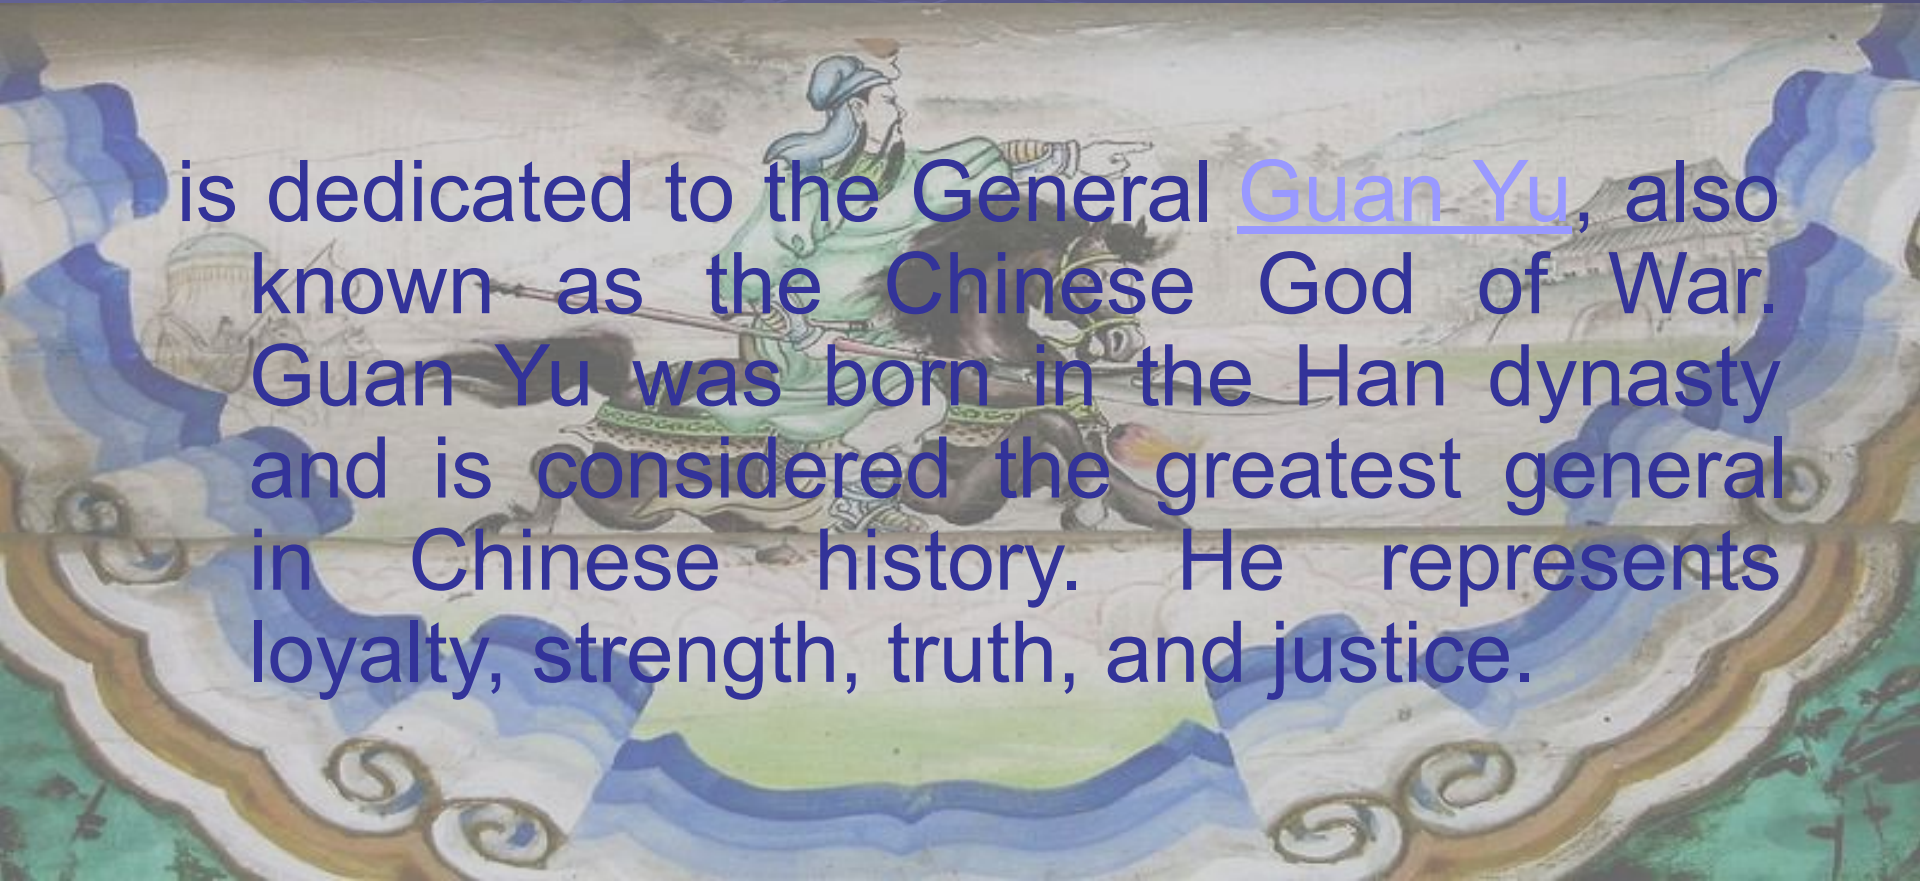 is dedicated to the General Guan Yu, also
known as the Chinese God of War.
Guan Yu was born in the Han dynasty
and is considered the greatest general
in Chinese history. He represents
loyalty, strength, truth, and justice.